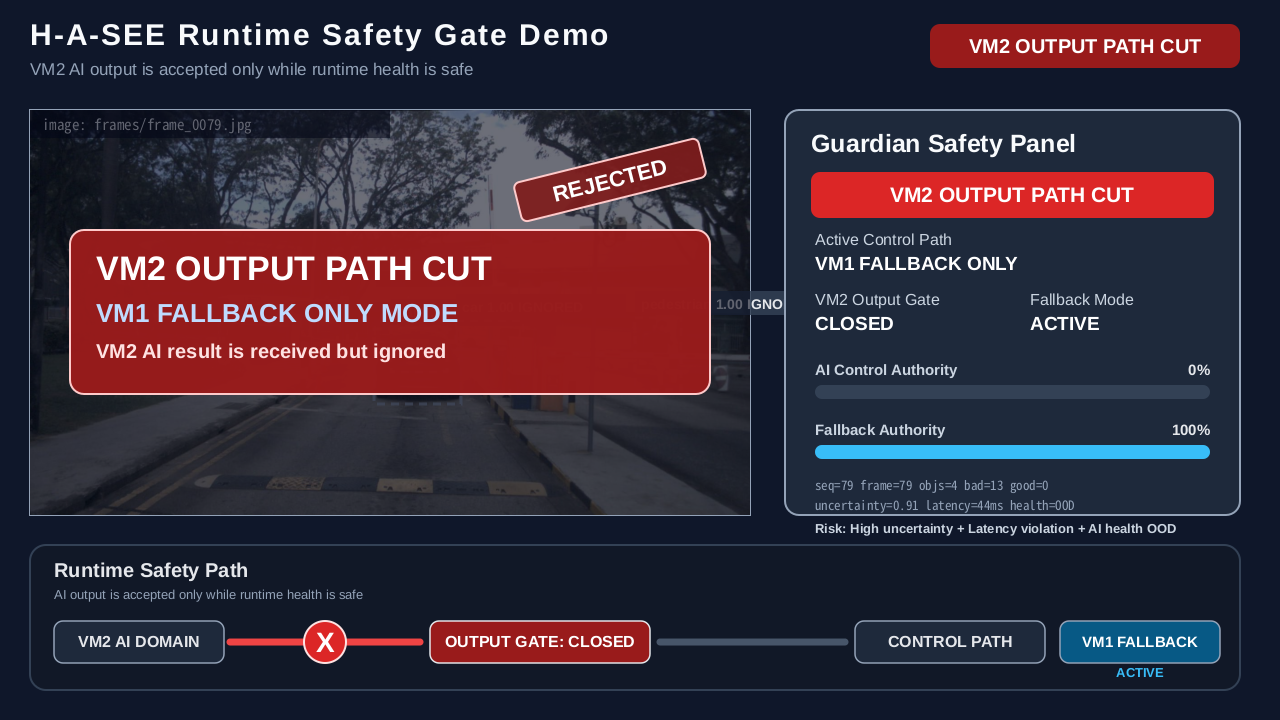 H-A-SEE Runtime Safety Gate Demo
VM2 AI output is accepted only while runtime health is safe
VM2 OUTPUT PATH CUT
image: frames/frame_0079.jpg
REJECTED
VM2 OUTPUT PATH CUT
VM1 FALLBACK ONLY MODE
VM2 AI result is received but ignored
1.00 IGNO
Guardian Safety Panel
VM2 OUTPUT PATH CUT
Active Control Path
VM1 FALLBACK ONLY
VM2 Output Gate
CLOSED
Fallback Mode
ACTIVE
AI Control Authority 0%
Fallback Authority 100%
seq=79 frame=79 objs=4 bad=13 good=0
uncertainty=0.91 latency=44ms health=OOD
Risk: High uncertainty + Latency violation + AI health OOD
Runtime Safety Path
AI output is accepted only while runtime health is safe
VM2 AI DOMAIN
X
OUTPUT GATE: CLOSED
CONTROL PATH
VM1 FALLBACK
ACTIVE